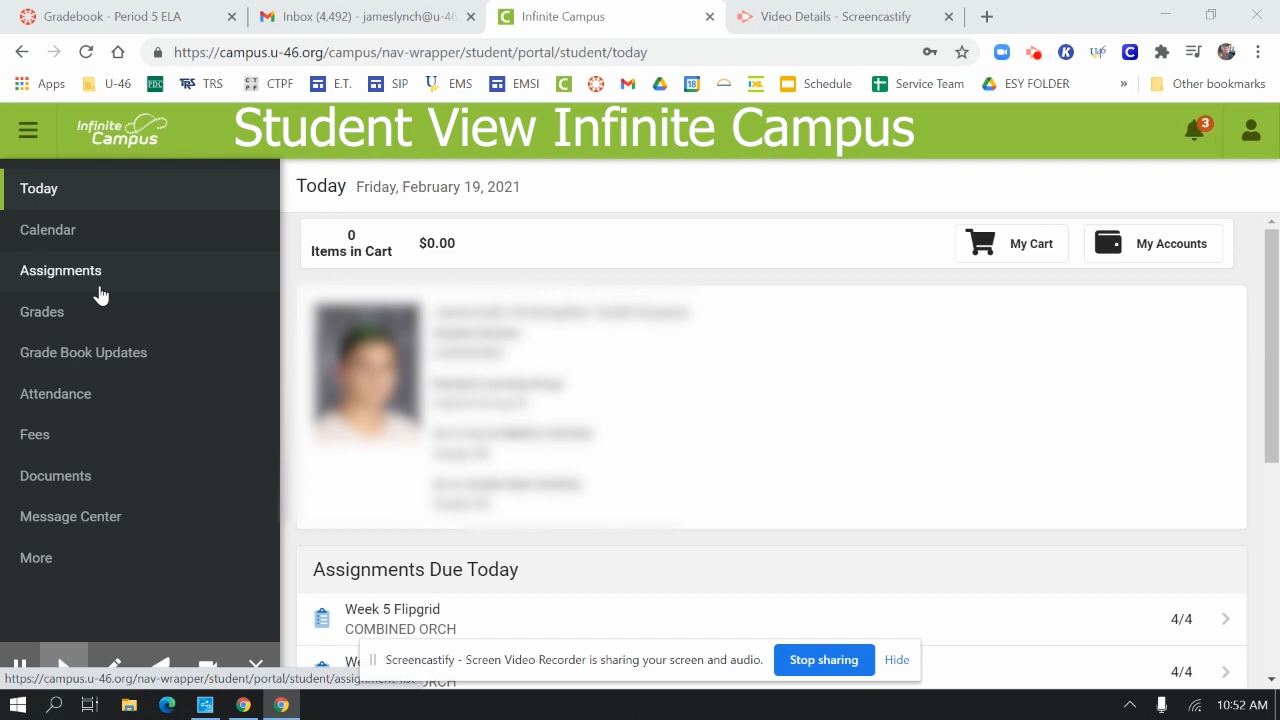 Gradebook - Period 5 ELA
Inbox (4,492) - jameslynch@u-46
Infinite Campus
Video Details - Screencastify
https://campus.u-46.org/campus/nav-wrapper/student/portal/student/today
Apps
U-46
TRS
CTPF
E.T.
SIP
EMS
EMSI
18
IXL
Schedule
Service Team
ESY FOLDER
»
Other bookmarks
Infinite Campus
Student View Infinite Campus
3
Today
Calendar
Assignments
Grades
Grade Book Updates
Attendance
Fees
Documents
Message Center
More
Today Friday, February 19, 2021
0
Items in Cart
$0.00
My Cart
My Accounts
Assignments Due Today
Week 5 Flipgrid
COMBINED ORCH
4/4
4/4
Screencastify - Screen Video Recorder is sharing your screen and audio.
Stop sharing
Hide
https://campus.u-46.org/campus/nav-wrapper/student/portal/student/assignment-list
10:52 AM